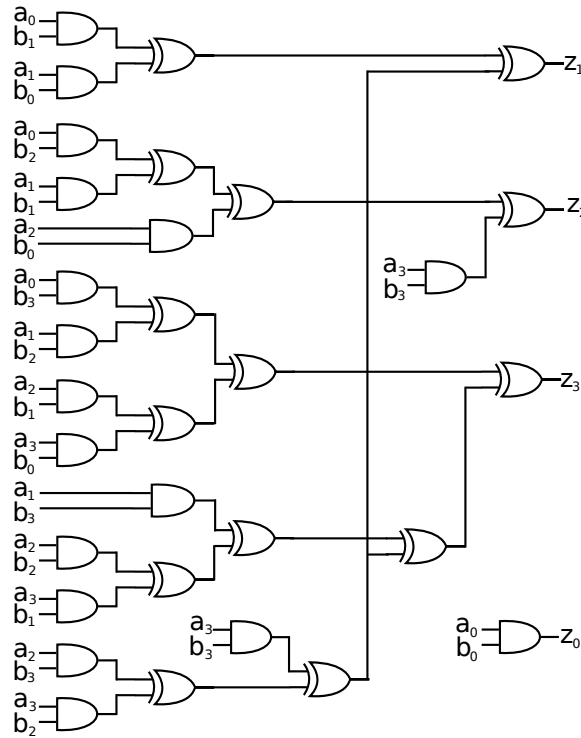 a₀
b₁
z₁
a₁
b₀
a₀
b₂
a₁
b₁
z₂
a₂
b₀
a₃
b₃
a₀
b₃
a₁
b₂
a₂
b₁
z₃
a₃
b₀
a₁
b₃
a₂
b₂
a₃
b₁
a₃
b₃
a₀
b₀
z₀
a₂
b₃
a₃
b₂